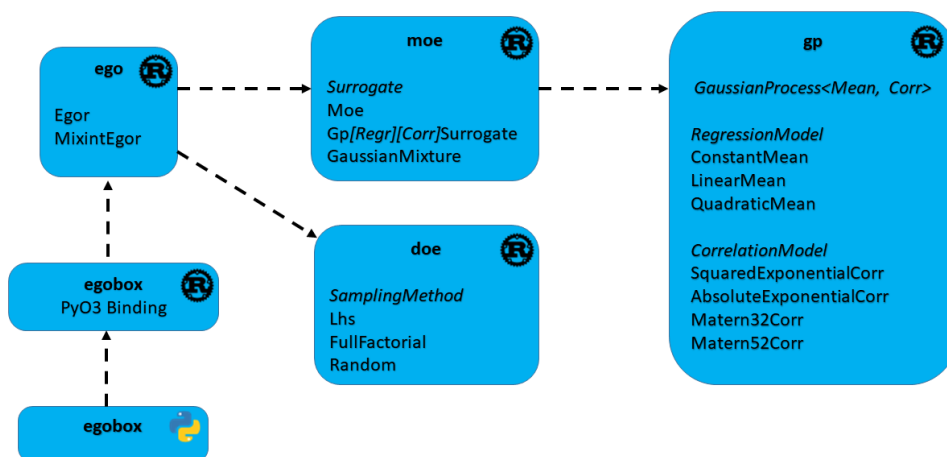 ego
Egor
MixintEgor
moe
Surrogate
Moe
Gp[Regr][Corr]Surrogate
GaussianMixture
gp
GaussianProcess<Mean, Corr>
RegressionModel
ConstantMean
LinearMean
QuadraticMean
CorrelationModel
SquaredExponentialCorr
AbsoluteExponentialCorr
Matern32Corr
Matern52Corr
doe
SamplingMethod
Lhs
FullFactorial
Random
egobox
PyO3 Binding
egobox